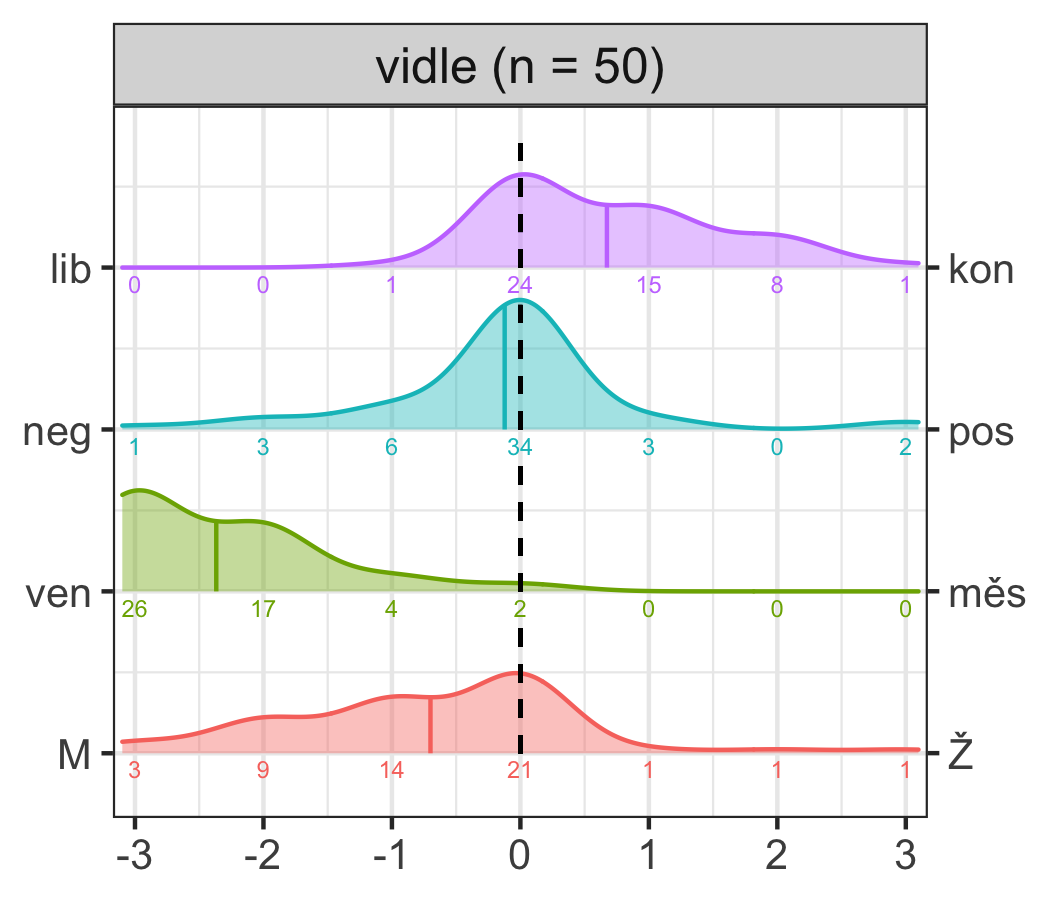 vidle (n = 50)
lib kon
0 0 1 24 15 8 1
neg pos
1 3 6 34 3 0 2
ven měs
26 17 4 2 0 0 0
M Ž
3 9 14 21 1 1 1
-3 -2 -1 0 1 2 3